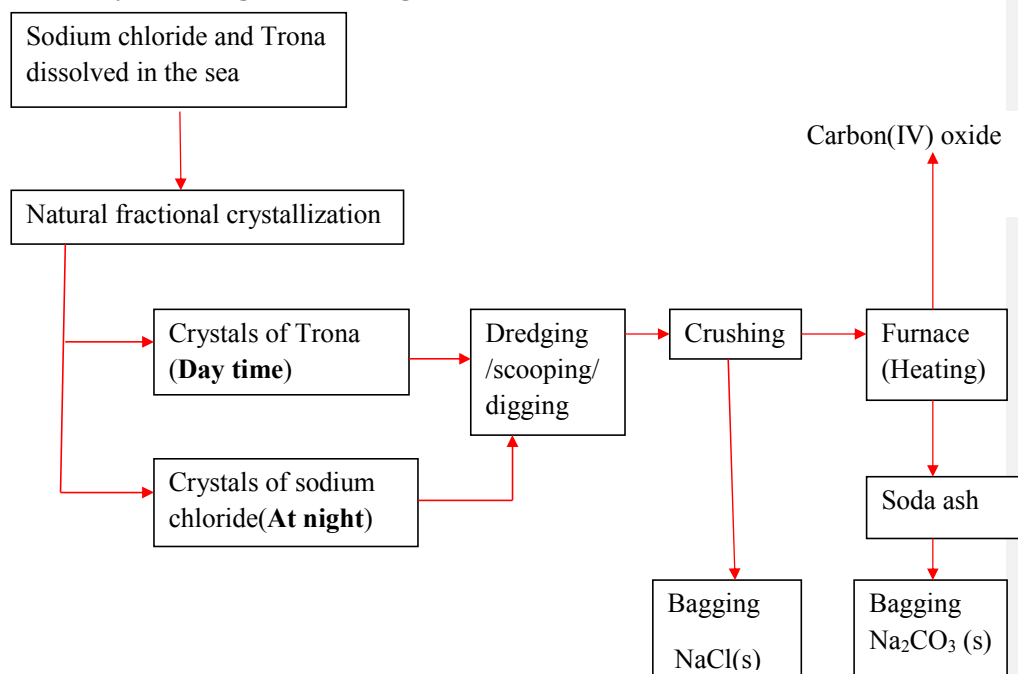 Sodium chloride and Trona
dissolved in the sea
Carbon(IV) oxide
Natural fractional crystallization
Crystals of Trona
(Day time)
Dredging
/scooping/
digging
Crushing
Furnace
(Heating)
Crystals of sodium
chloride(At night)
Soda ash
Bagging
NaCl(s)
Bagging
Na₂CO₃ (s)